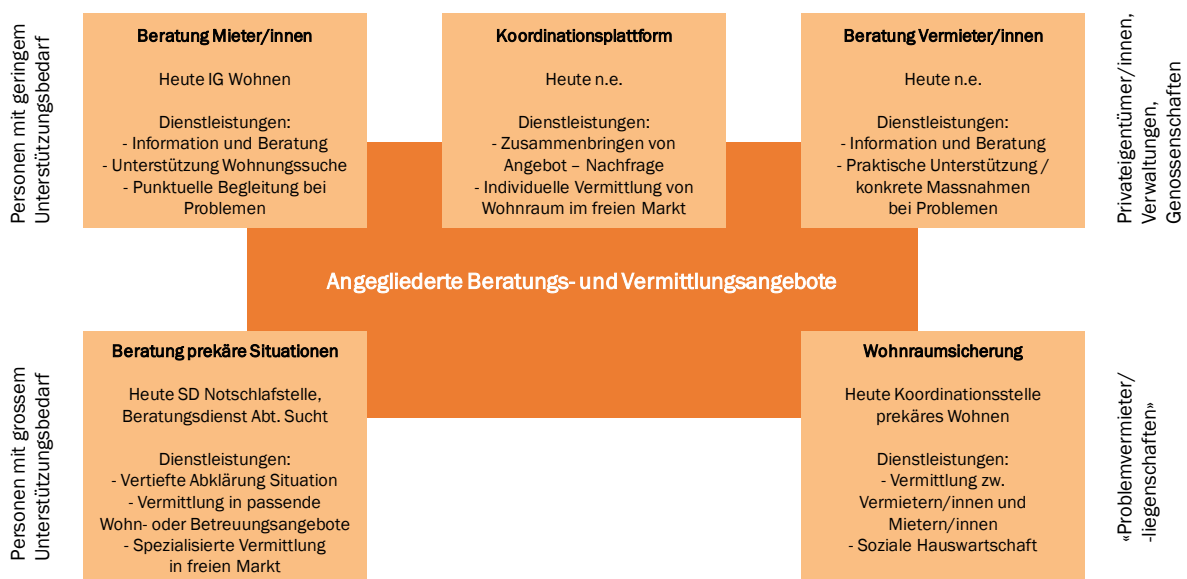 Personen mit geringem
Unterstützungsbedarf
Beratung Mieter/innen
Heute IG Wohnen
Dienstleistungen:
- Information und Beratung
- Unterstützung Wohnungssuche
- Punktuelle Begleitung bei
Problemen
Koordinationsplattform
Heute n.e.
Dienstleistungen:
- Zusammenbringen von
Angebot – Nachfrage
- Individuelle Vermittlung von
Wohnraum im freien Markt
Beratung Vermieter/innen
Heute n.e.
Dienstleistungen:
- Information und Beratung
- Praktische Unterstützung /
konkrete Massnahmen
bei Problemen
Privateigentümer/innen,
Verwaltungen,
Genossenschaften
Angegliederte Beratungs- und Vermittlungsangebote
Personen mit grossem
Unterstützungsbedarf
Beratung prekäre Situationen
Heute SD Notschlafstelle,
Beratungsdienst Abt. Sucht
Dienstleistungen:
- Vertiefte Abklärung Situation
- Vermittlung in passende
Wohn- oder Betreuungsangebote
- Spezialisierte Vermittlung
in freien Markt
Wohnraumsicherung
Heute Koordinationsstelle
prekäres Wohnen
Dienstleistungen:
- Vermittlung zw.
Vermietern/innen und
Mietern/innen
- Soziale Hauswartschaft
«Problemvermieter/
-liegenschaften»